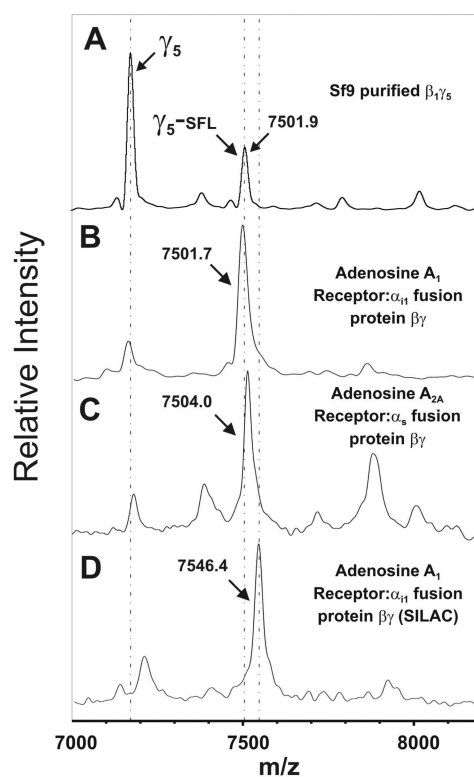 A
γ5
Sf9 purified β1γ5
γ5-SFL
7501.9
B
7501.7
Adenosine A1
Receptor:αi1 fusion
protein βγ
C
7504.0
Adenosine A2A
Receptor:αs fusion
protein βγ
D
7546.4
Adenosine A1
Receptor:αi1 fusion
protein βγ (SILAC)
Relative Intensity
7000 7500 8000
m/z